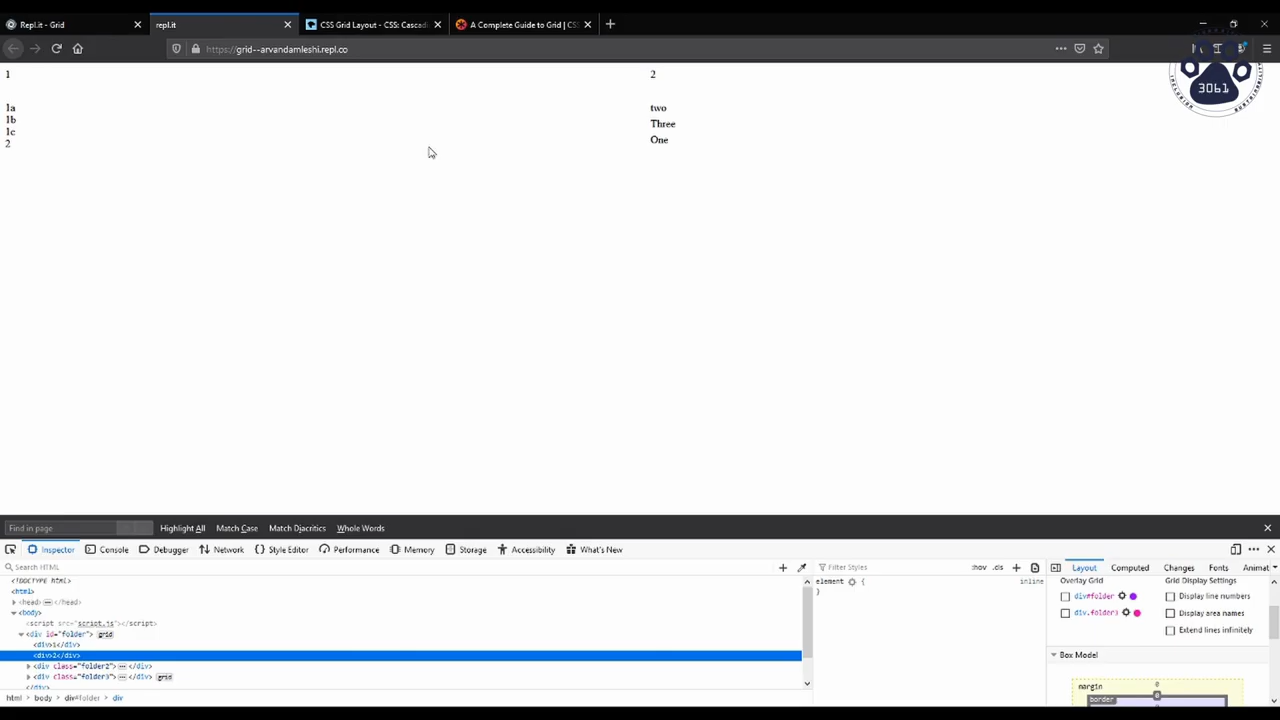 Repl.it - Grid
repl.it
CSS Grid Layout - CSS: Cascad
A Complete Guide to Grid | CS
https://grid--arvandamleshi.repl.co
3061
INCLUSION
SUSTAINABILITY
1
2
1a
1b
1c
2
two
Three
One
Find in page
Highlight All
Match Case
Match Diacritics
Whole Words
Inspector
Console
Debugger
Network
Style Editor
Performance
Memory
Storage
Accessibility
What's New
Search HTML
<!DOCTYPE html>
<html>
<head></head>
<body>
<script src="script.js"></script>
<div id="folder"> grid
<div>1</div>
<div>2</div>
<div class="folder2"></div>
<div class="folder3"></div> grid
</div>
html
body
div#folder
div
Filter Styles
:hov .cls
element {
inline
}
Layout
Computed
Changes
Fonts
Animat
Overlay Grid
Grid Display Settings
div#folder
Display line numbers
div.folder3
Display area names
Extend lines infinitely
Box Model
margin
0
border
0